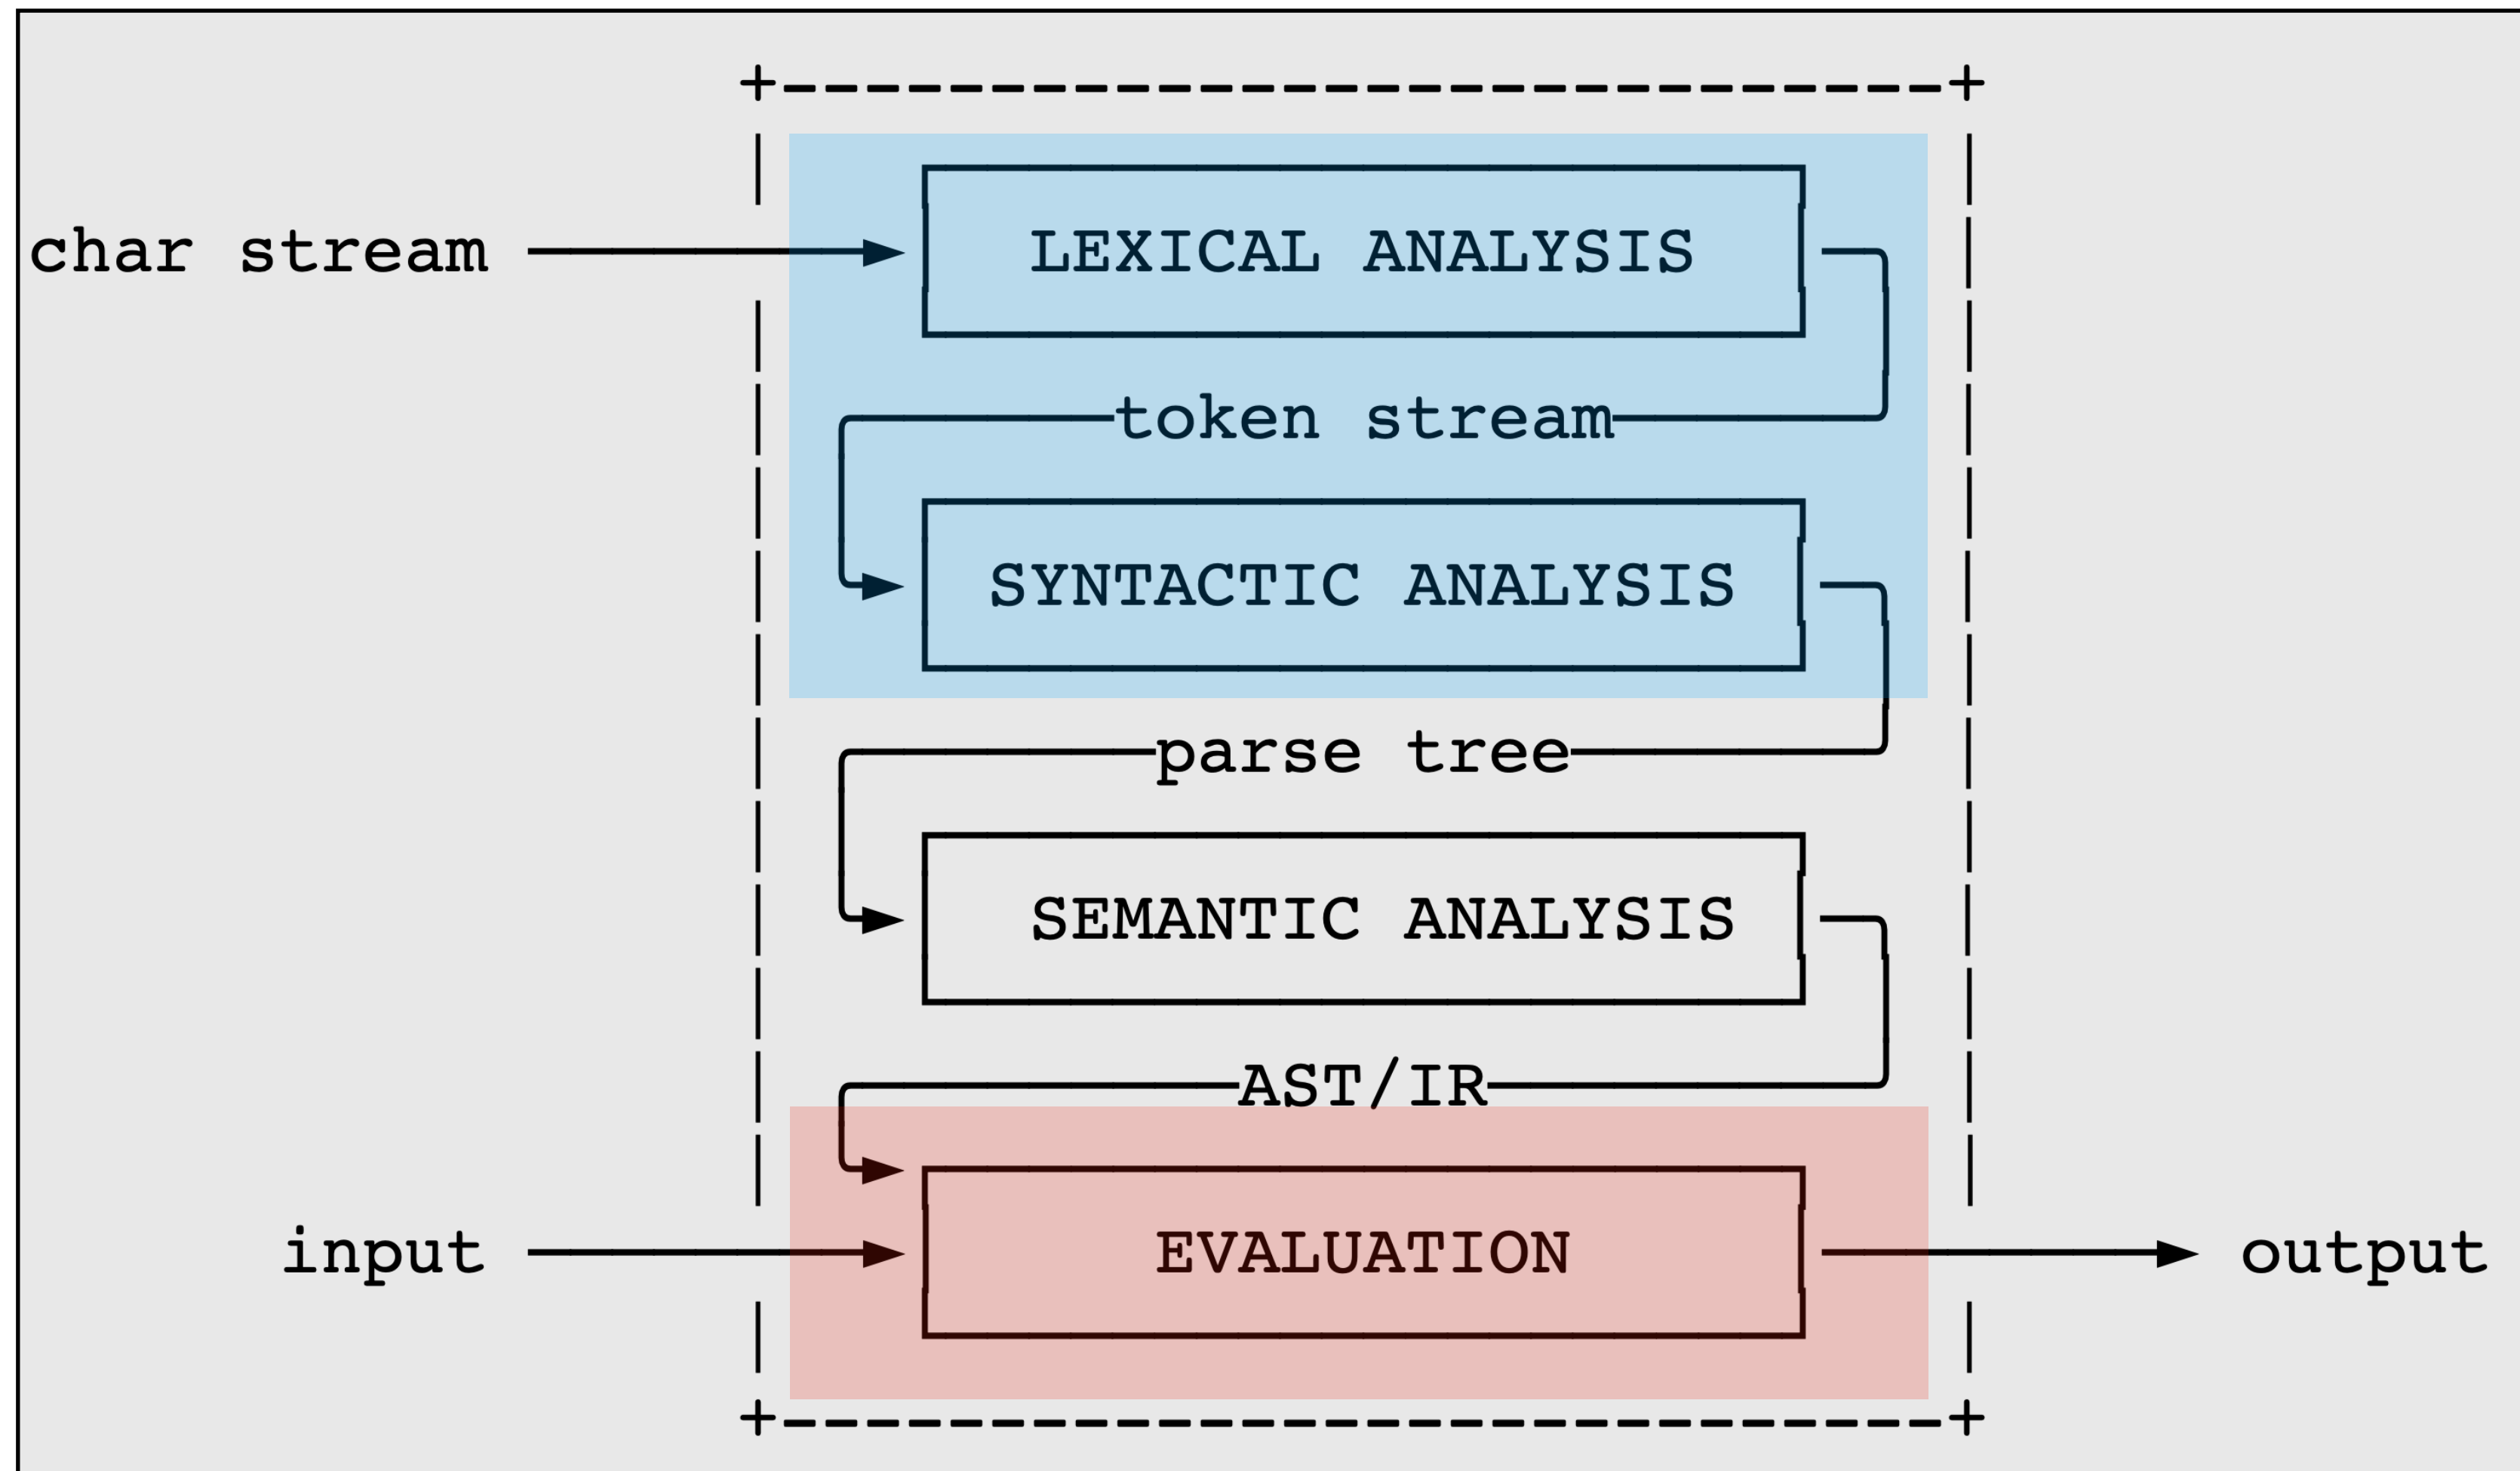 char stream
LEXICAL ANALYSIS
token stream
SYNTACTIC ANALYSIS
parse tree
SEMANTIC ANALYSIS
AST/IR
input
EVALUATION
output